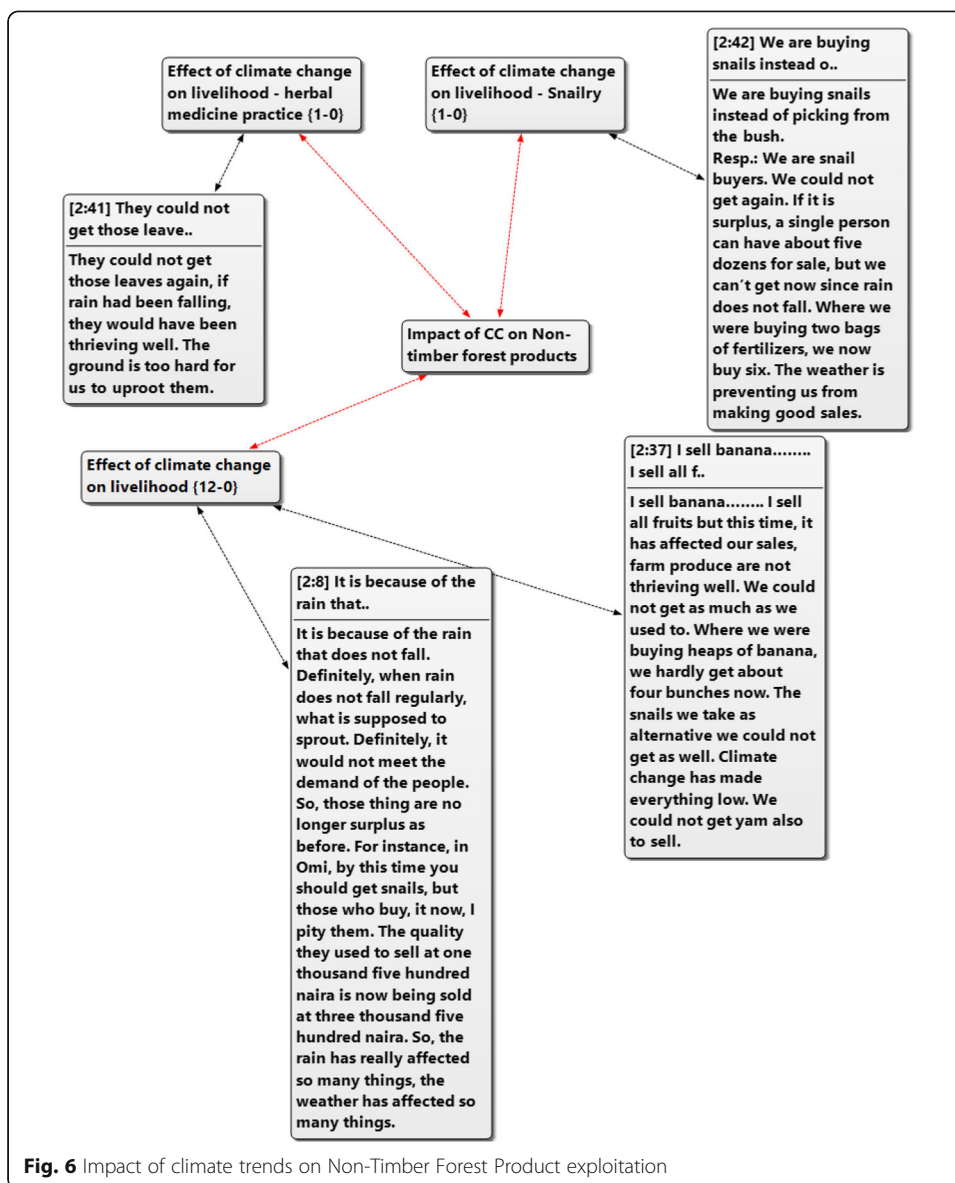 Effect of climate change
on livelihood - herbal
medicine practice {1-0}
Effect of climate change
on livelihood - Snailry
{1-0}
[2:42] We are buying
snails instead o..
We are buying snails
instead of picking from
the bush.
Resp.: We are snail
buyers. We could not
get again. If it is
surplus, a single person
can have about five
dozens for sale, but we
can´t get now since rain
does not fall. Where we
were buying two bags
of fertilizers, we now
buy six. The weather is
preventing us from
making good sales.
[2:41] They could not
get those leave..
They could not get
those leaves again, if
rain had been falling,
they would have been
thrieving well. The
ground is too hard for
us to uproot them.
Impact of CC on Non-
timber forest products
Effect of climate change
on livelihood {12-0}
[2:37] I sell banana........
I sell all f..
I sell banana........ I sell
all fruits but this time, it
has affected our sales,
farm produce are not
thrieving well. We could
not get as much as we
used to. Where we were
buying heaps of banana,
we hardly get about
four bunches now. The
snails we take as
alternative we could not
get as well. Climate
change has made
everything low. We
could not get yam also
to sell.
[2:8] It is because of the
rain that..
It is because of the rain
that does not fall.
Definitely, when rain
does not fall regularly,
what is supposed to
sprout. Definitely, it
would not meet the
demand of the people.
So, those thing are no
longer surplus as
before. For instance, in
Omi, by this time you
should get snails, but
those who buy, it now, I
pity them. The quality
they used to sell at one
thousand five hundred
naira is now being sold
at three thousand five
hundred naira. So, the
rain has really affected
so many things, the
weather has affected so
many things.
Fig. 6 Impact of climate trends on Non-Timber Forest Product exploitation